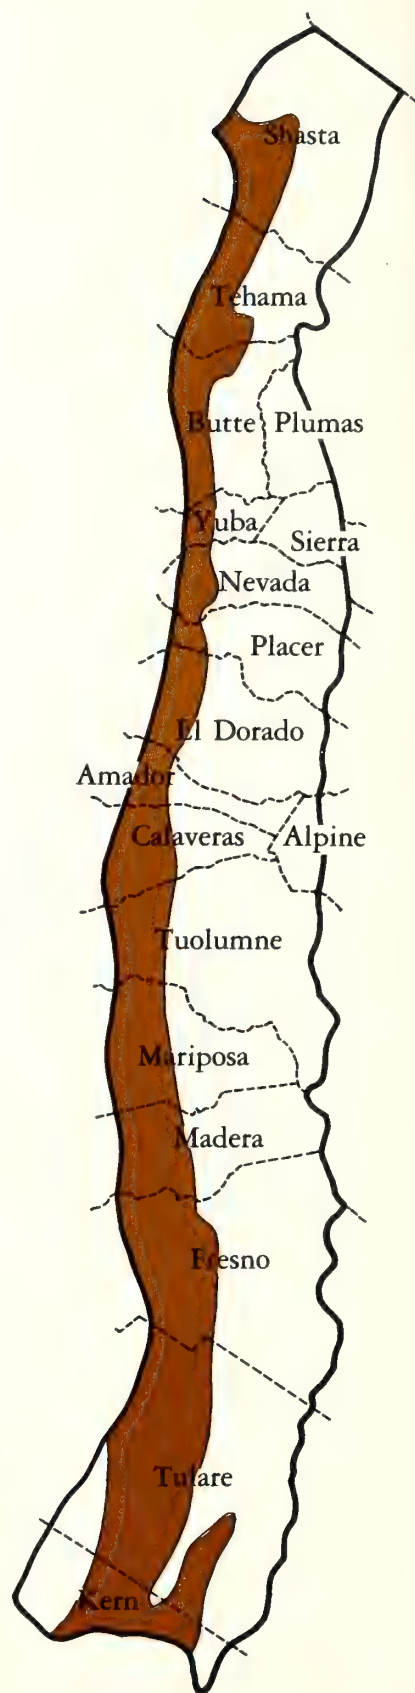 Shasta
Tehama
Butte
Plumas
Yuba
Sierra
Nevada
Placer
El Dorado
Amador
Calaveras
Alpine
Tuolumne
Mariposa
Madera
Fresno
Tulare
Kern